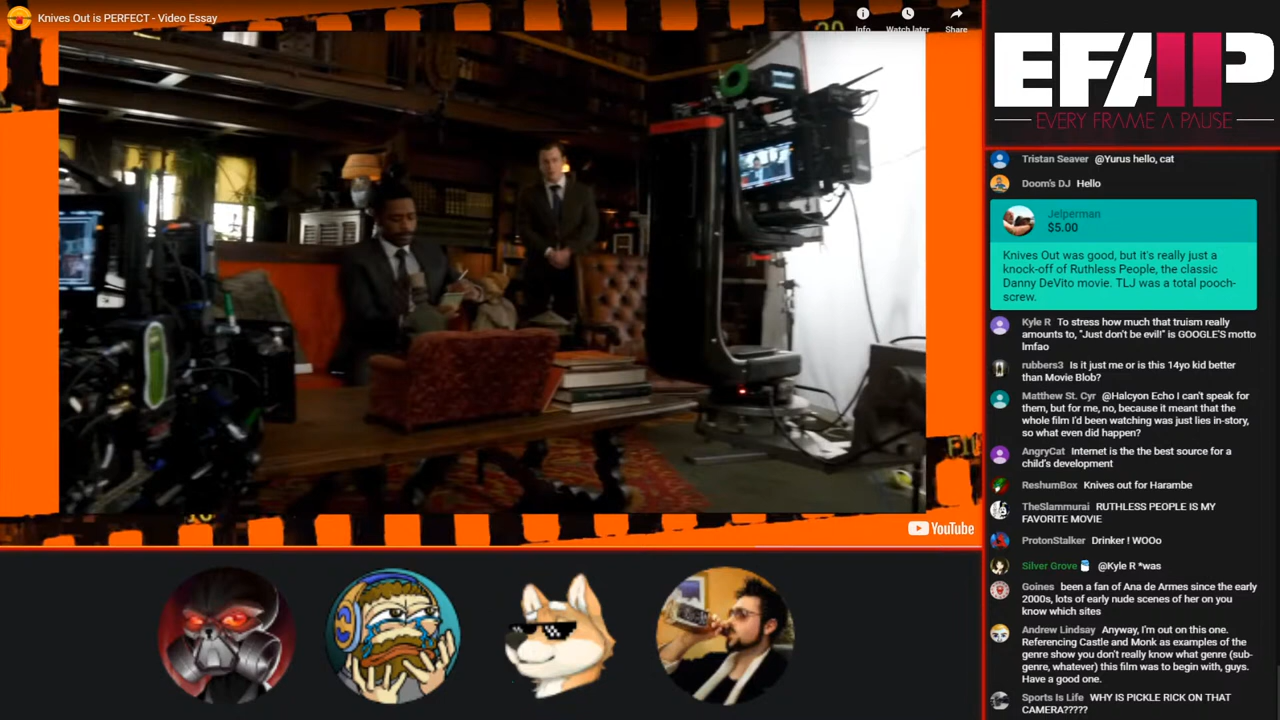 Knives Out is PERFECT - Video Essay
Info
Watch later
Share
YouTube
EFAP
EVERY FRAME A PAUSE
Tristan Seaver @Yurus hello, cat
Doom's DJ Hello
Jelperman
$5.00
Knives Out was good, but it's really just a
knock-off of Ruthless People, the classic
Danny DeVito movie. TLJ was a total pooch-
screw.
Kyle R To stress how much that truism really
amounts to, "Just don't be evil!" is GOOGLE'S motto
lmfao
rubbers3 Is it just me or is this 14yo kid better
than Movie Blob?
Matthew St. Cyr @Halcyon Echo I can't speak for
them, but for me, no, because it meant that the
whole film I'd been watching was just lies in-story,
so what even did happen?
AngryCat Internet is the the best source for a
child's development
ReshumBox Knives out for Harambe
TheSlammurai RUTHLESS PEOPLE IS MY
FAVORITE MOVIE
ProtonStalker Drinker ! WOOo
Silver Grove @Kyle R *was
Goines been a fan of Ana de Armes since the early
2000s, lots of early nude scenes of her on you
know which sites
Andrew Lindsay Anyway, I'm out on this one.
Referencing Castle and Monk as examples of the
genre show you don't really know what genre (sub-
genre, whatever) this film was to begin with, guys.
Have a good one.
Sports Is Life WHY IS PICKLE RICK ON THAT
CAMERA?????